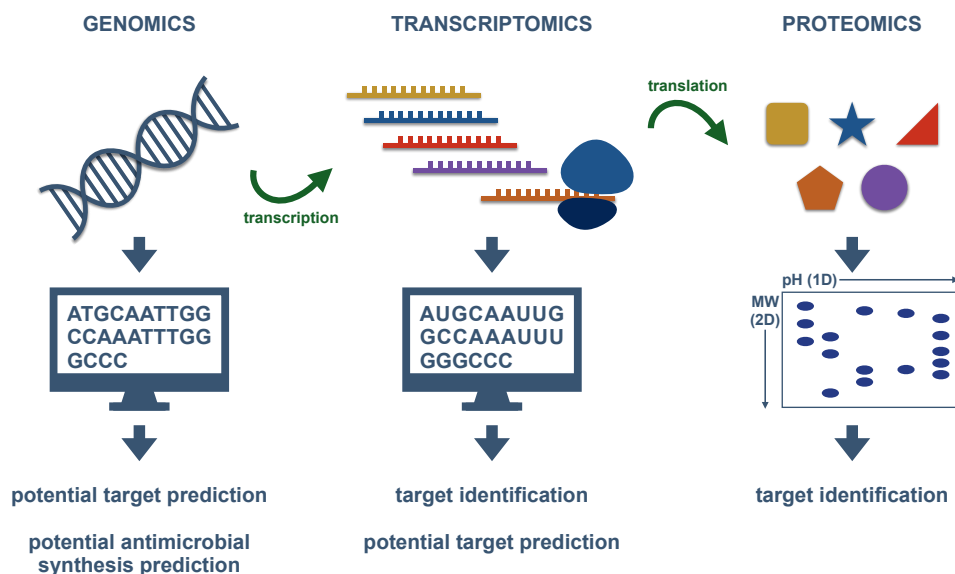 GENOMICS
TRANSCRIPTOMICS
PROTEOMICS
transcription
translation
ATGCAATTGG
CCAAATTTGG
GCCC
AUGCAAUUG
GCCAAAUUU
GGGCCC
pH (1D)
MW
(2D)
potential target prediction
potential antimicrobial
synthesis prediction
target identification
potential target prediction
target identification